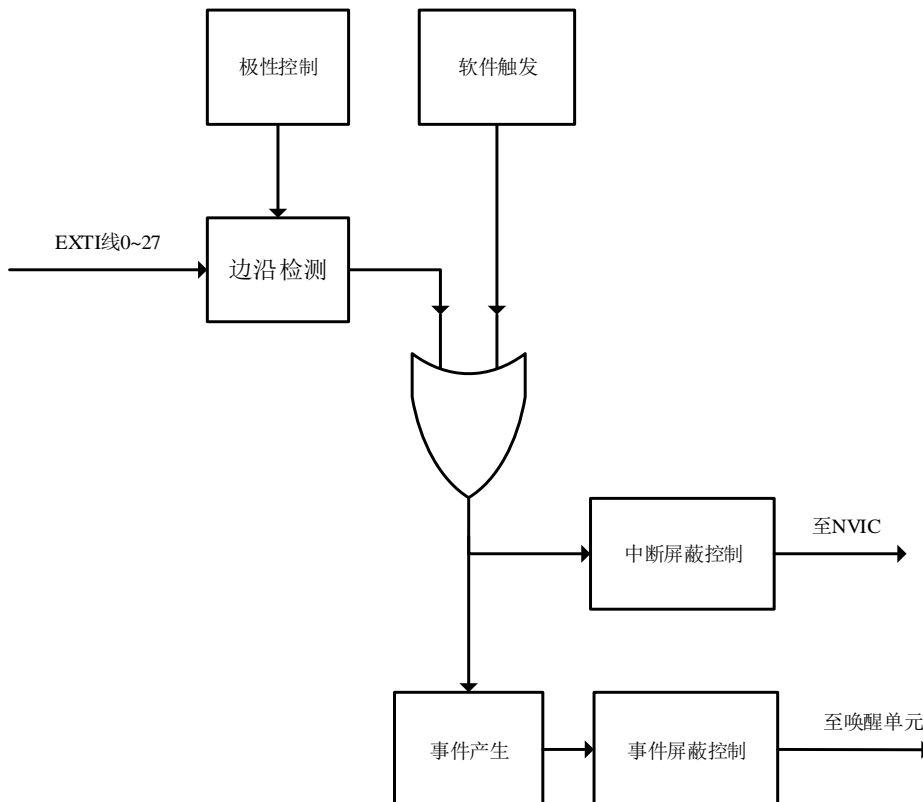 极性控制
软件触发
EXTI线0~27
边沿检测
中断屏蔽控制
至NVIC
事件产生
事件屏蔽控制
至唤醒单元